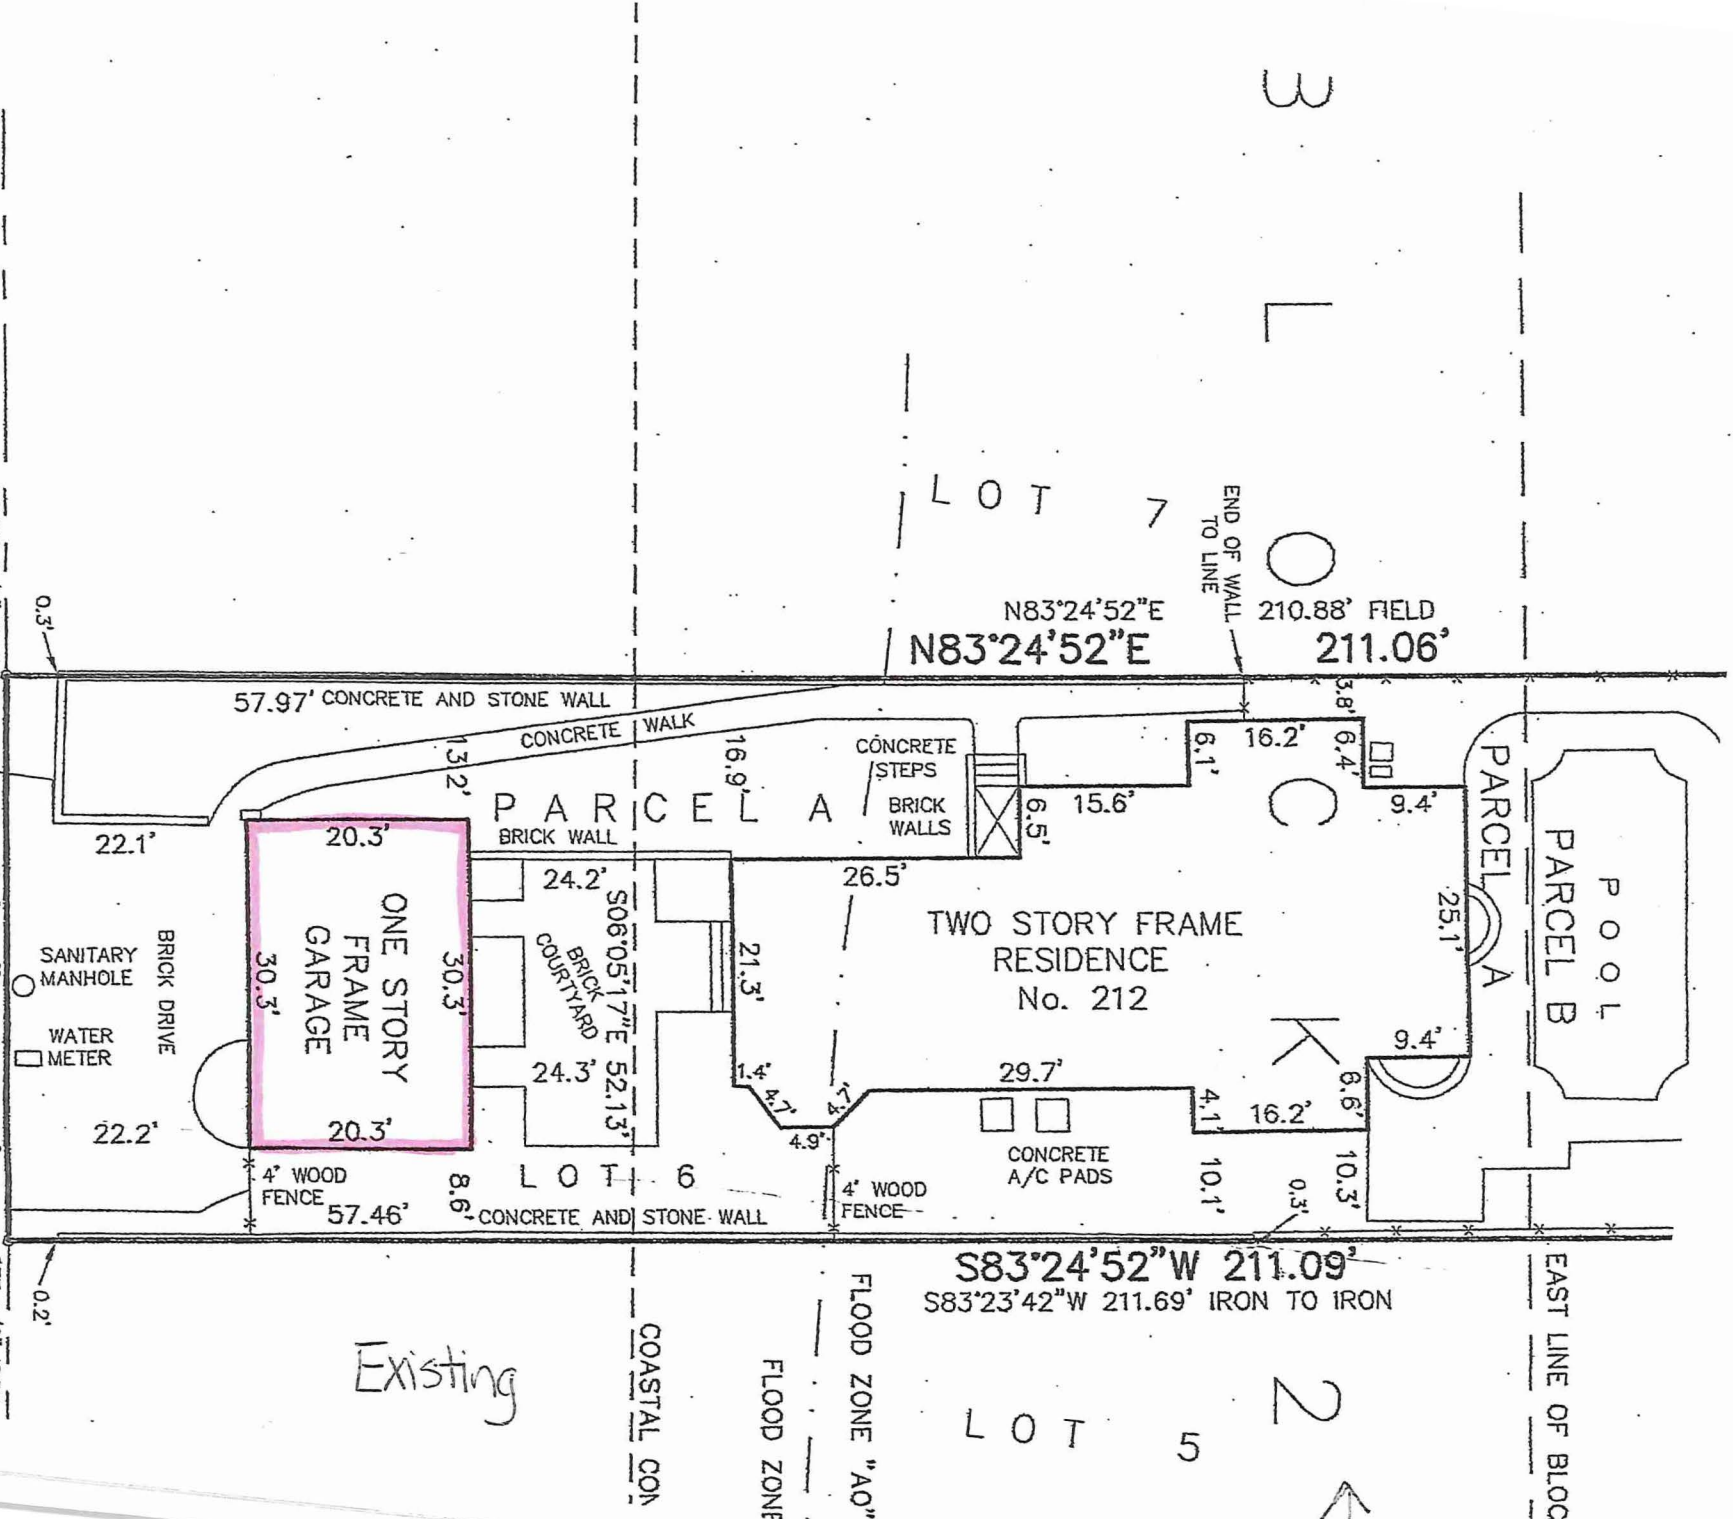 B
L
O
C
K
2
LOT 7
END OF WALL
TO LINE
N83°24'52"E 210.88' FIELD
N83°24'52"E 211.06'
0.3'
57.97' CONCRETE AND STONE WALL
CONCRETE WALK
13.2'
16.9'
CONCRETE
STEPS
BRICK
WALLS
6.5'
15.6'
6.1'
16.2'
3.8'
6.4'
9.4'
PARCEL A
BRICK WALL
22.1'
20.3'
24.2'
26.5'
ONE STORY
FRAME
GARAGE
30.3'
30.3'
BRICK
COURTYARD
S06°05'17"E 52.13'
21.3'
TWO STORY FRAME
RESIDENCE
No. 212
25.1'
PARCEL A
PARCEL B
POOL
SANITARY
MANHOLE
BRICK DRIVE
WATER
METER
22.2'
20.3'
24.3'
1.4'
4.7'
4.9'
4.7'
29.7'
4.1'
16.2'
6.6'
9.4'
4' WOOD
FENCE
57.46'
8.6'
LOT 6
CONCRETE AND STONE WALL
4' WOOD
FENCE
CONCRETE
A/C PADS
10.1'
10.3'
0.3'
0.2'
S83°24'52"W 211.09'
S83°23'42"W 211.69' IRON TO IRON
Existing
COASTAL CON
FLOOD ZONE
FLOOD ZONE "AO"
LOT 5
EAST LINE OF BLOC